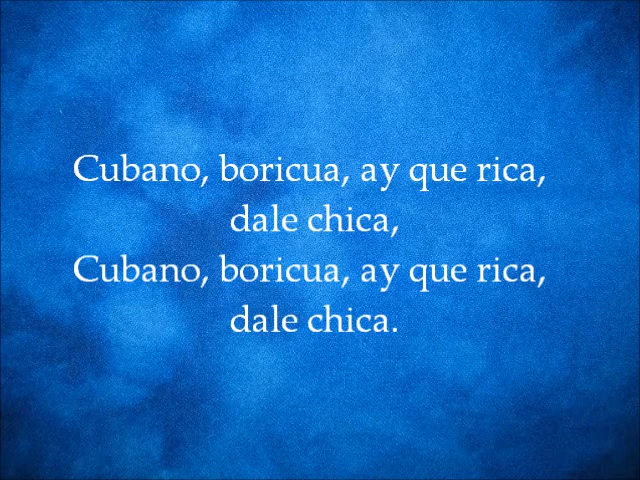 Cubano, boricua, ay que rica,
dale chica,
Cubano, boricua, ay que rica,
dale chica.